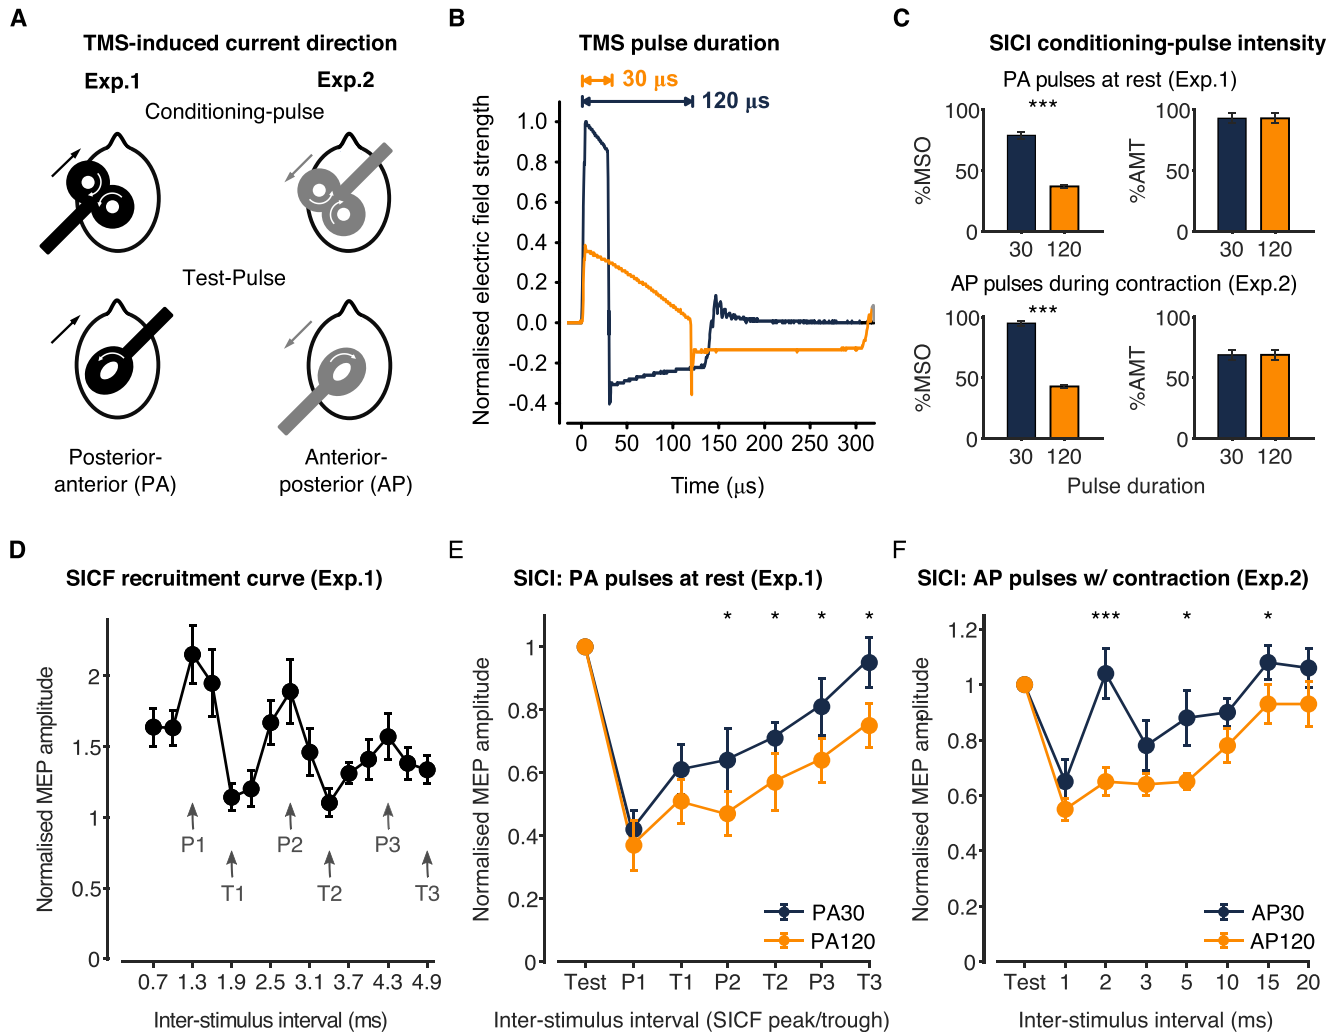 A
TMS-induced current direction
Exp.1
Exp.2
Conditioning-pulse
Test-Pulse
Posterior-
anterior (PA)
Anterior-
posterior (AP)
B
TMS pulse duration
30 µs
120 µs
Normalised electric field strength
1.0
0.8
0.6
0.4
0.2
0.0
-0.2
-0.4
0 50 100 150 200 250 300
Time (µs)
C
SICI conditioning-pulse intensity
PA pulses at rest (Exp.1)
%MSO
100
50
0
***
30 120
%AMT
100
50
0
30 120
AP pulses during contraction (Exp.2)
%MSO
100
50
0
***
30 120
%AMT
100
50
0
30 120
Pulse duration
D
SICF recruitment curve (Exp.1)
Normalised MEP amplitude
2
1.5
1
0.5
0
P1
T1
P2
T2
P3
T3
0.7 1.3 1.9 2.5 3.1 3.7 4.3 4.9
Inter-stimulus interval (ms)
E
SICI: PA pulses at rest (Exp.1)
Normalised MEP amplitude
1
0.8
0.6
0.4
0.2
0
* * * *
PA30
PA120
Test P1 T1 P2 T2 P3 T3
Inter-stimulus interval (SICF peak/trough)
F
SICI: AP pulses w/ contraction (Exp.2)
Normalised MEP amplitude
1.2
1
0.8
0.6
0.4
0.2
0
*** * *
AP30
AP120
Test 1 2 3 5 10 15 20
Inter-stimulus interval (ms)